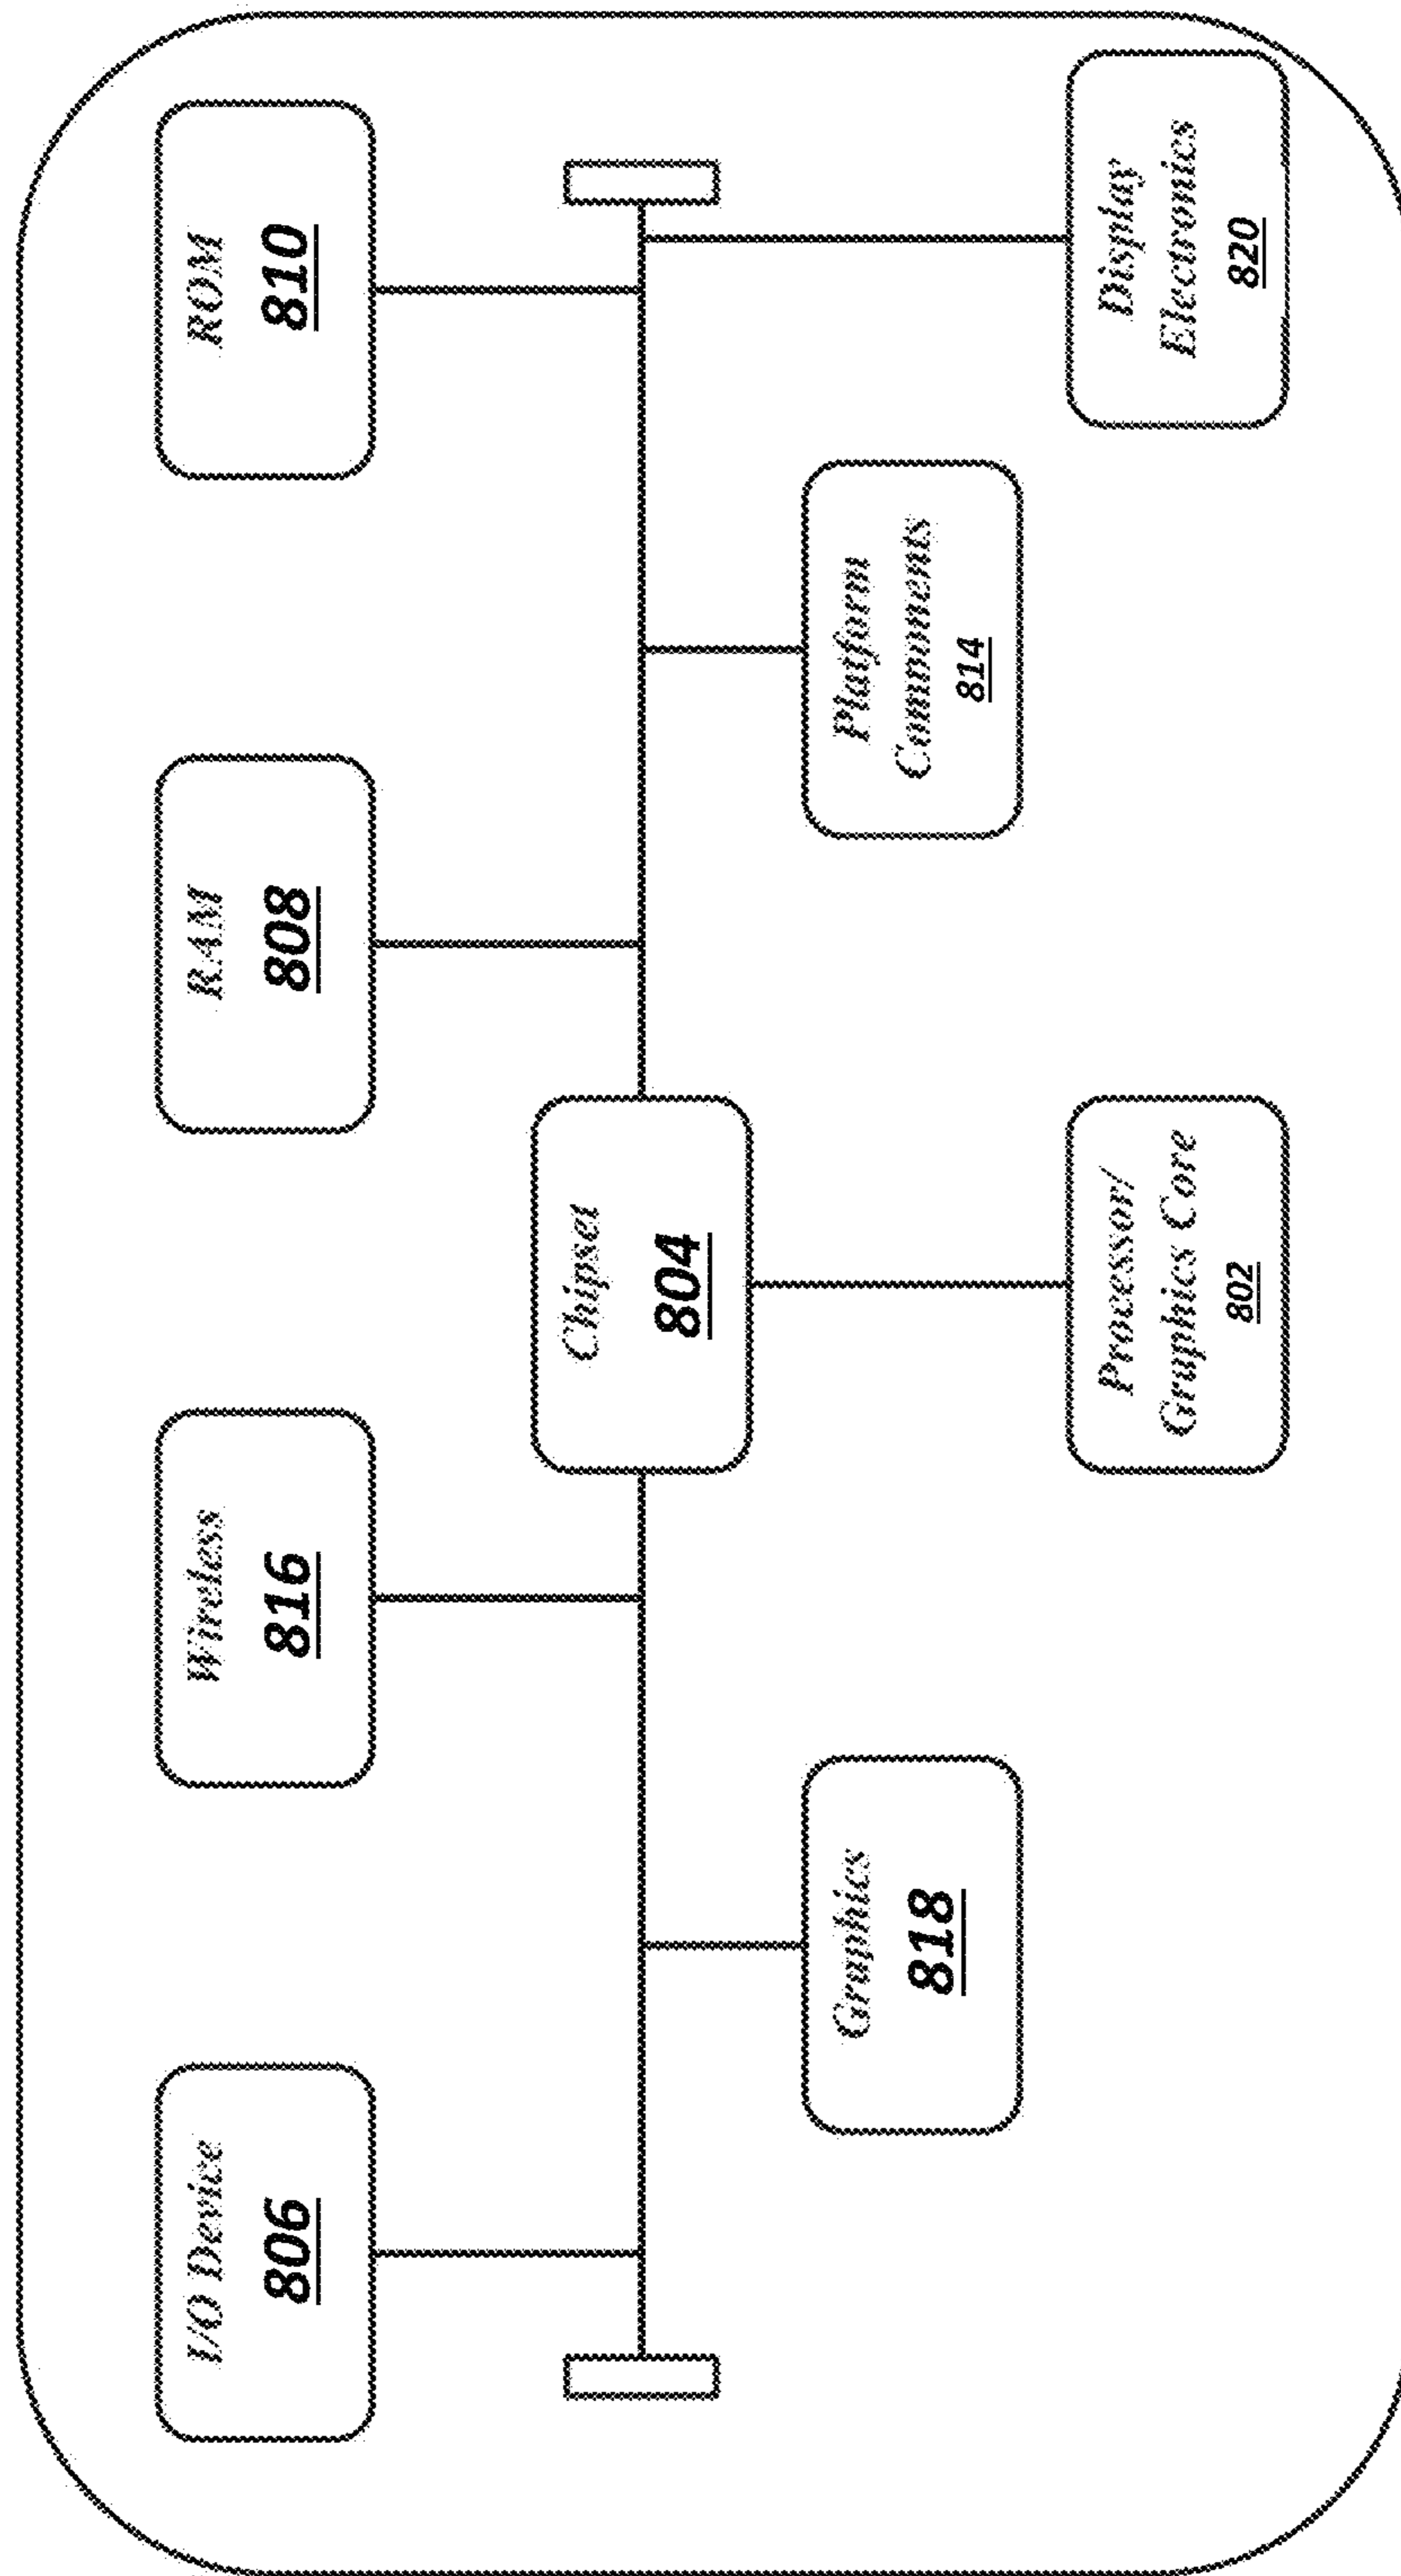 I/O Device
806
Wireless
816
RAM
808
ROM
810
Chipset
804
Graphics
818
Platform
Components
814
Processor/
Graphics Core
802
Display
Electronics
820